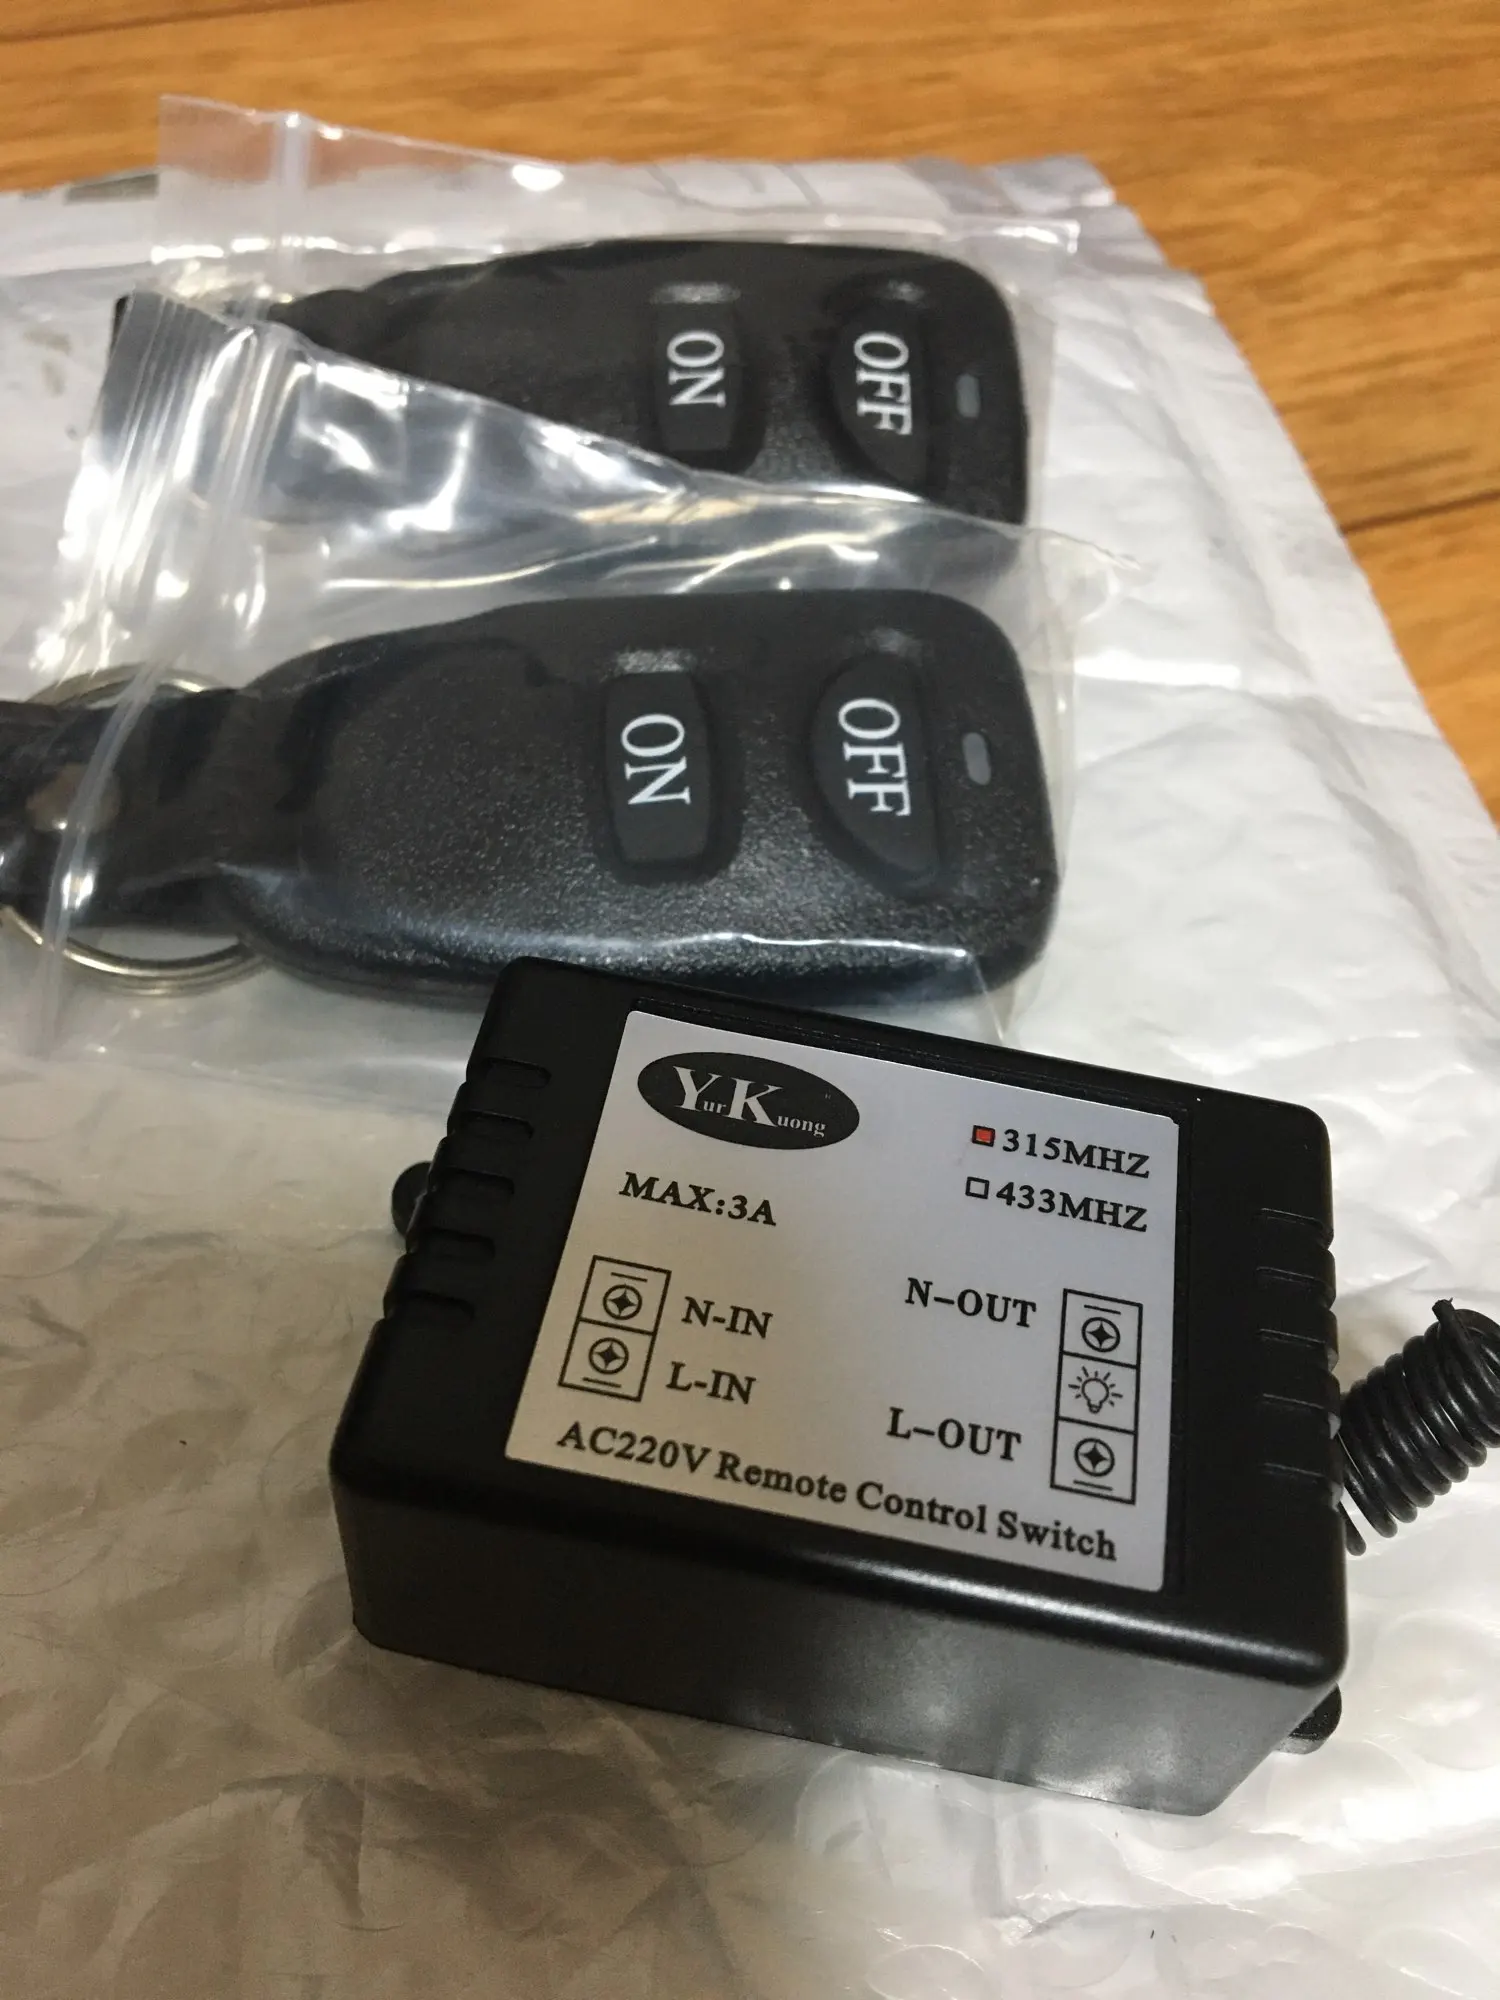 ON
OFF
ON
OFF
YurKuong
315MHZ
433MHZ
MAX:3A
N-IN
L-IN
N-OUT
L-OUT
AC220V Remote Control Switch